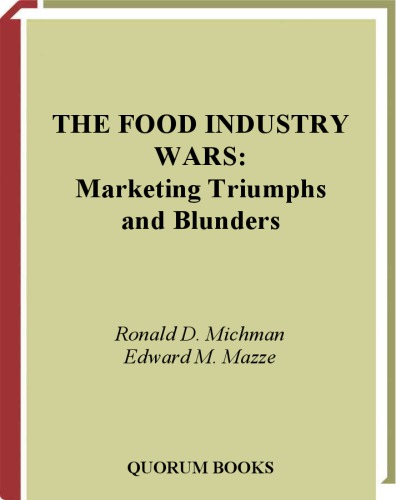 THE FOOD INDUSTRY
WARS:
Marketing Triumphs
and Blunders
Ronald D. Michman
Edward M. Mazze
QUORUM BOOKS